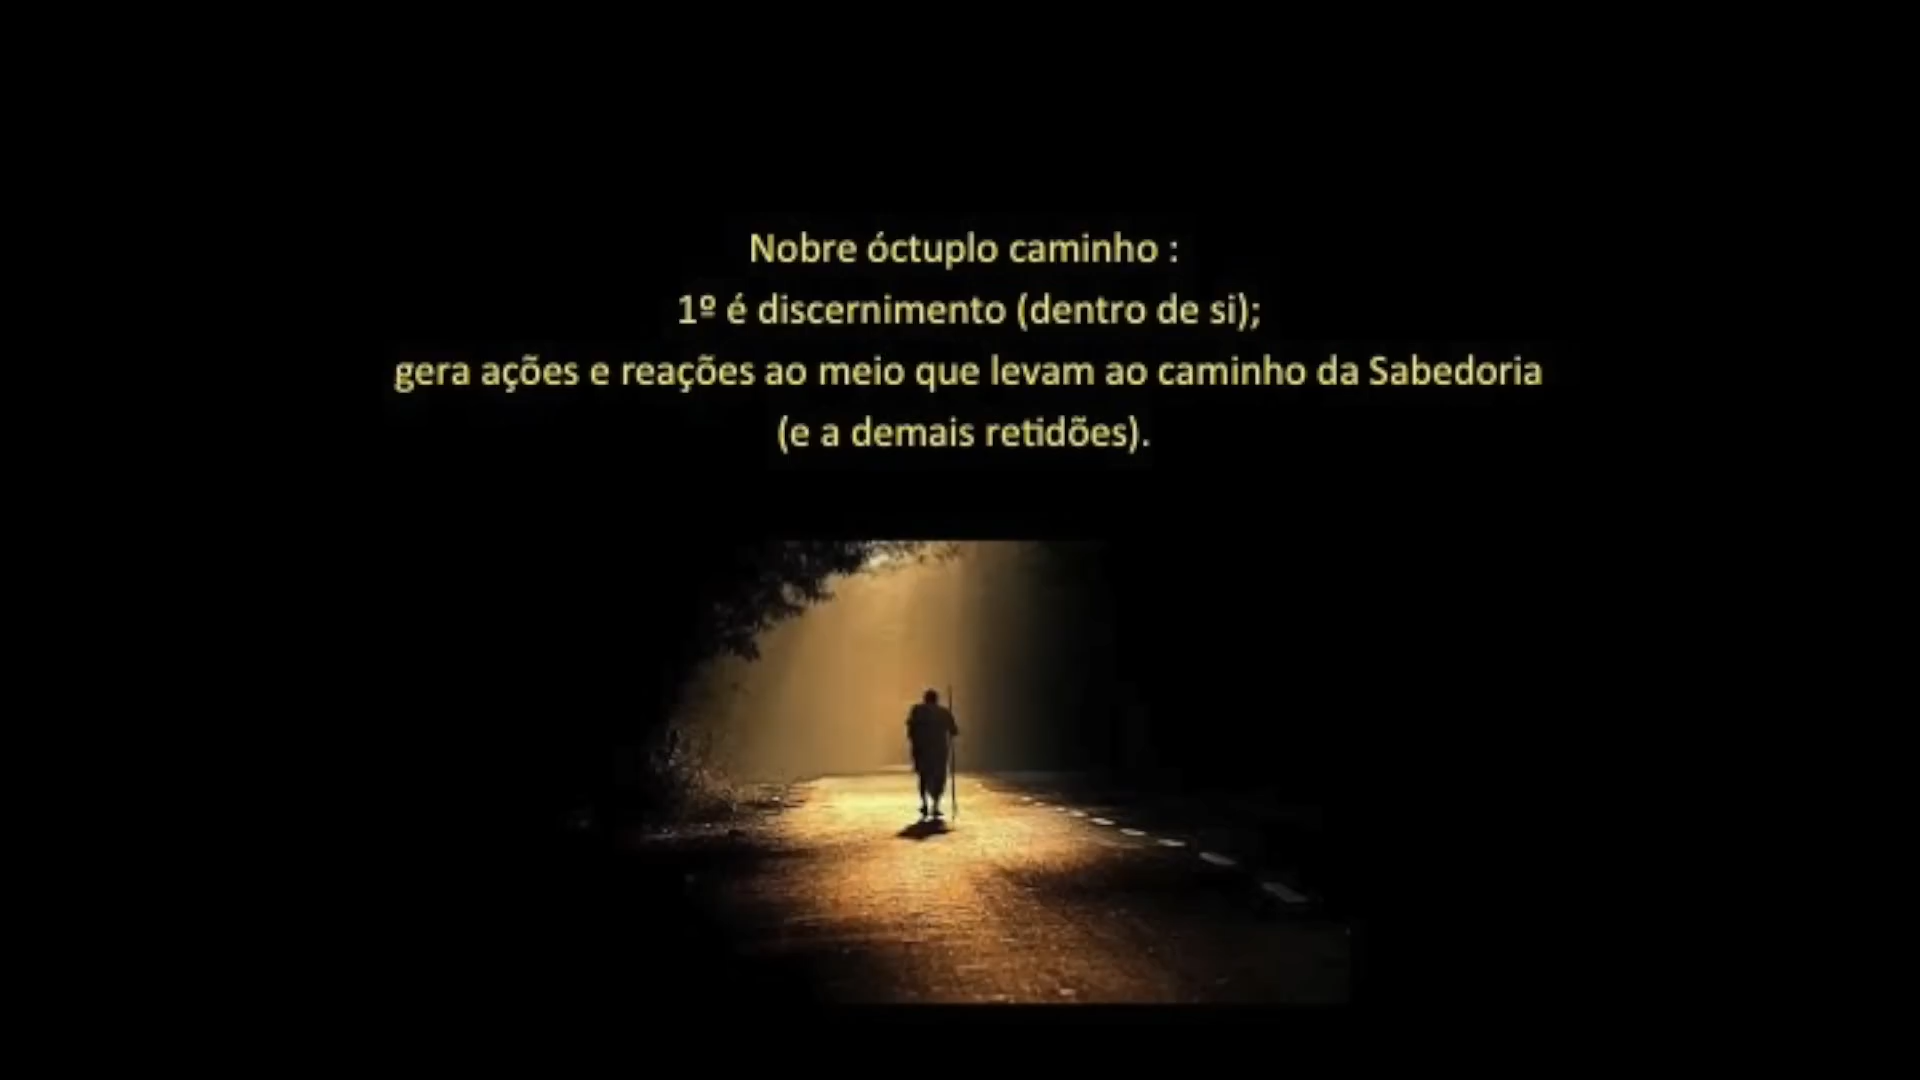 Nobre óctuplo caminho :
1º é discernimento (dentro de si);
gera ações e reações ao meio que levam ao caminho da Sabedoria
(e a demais retidões).